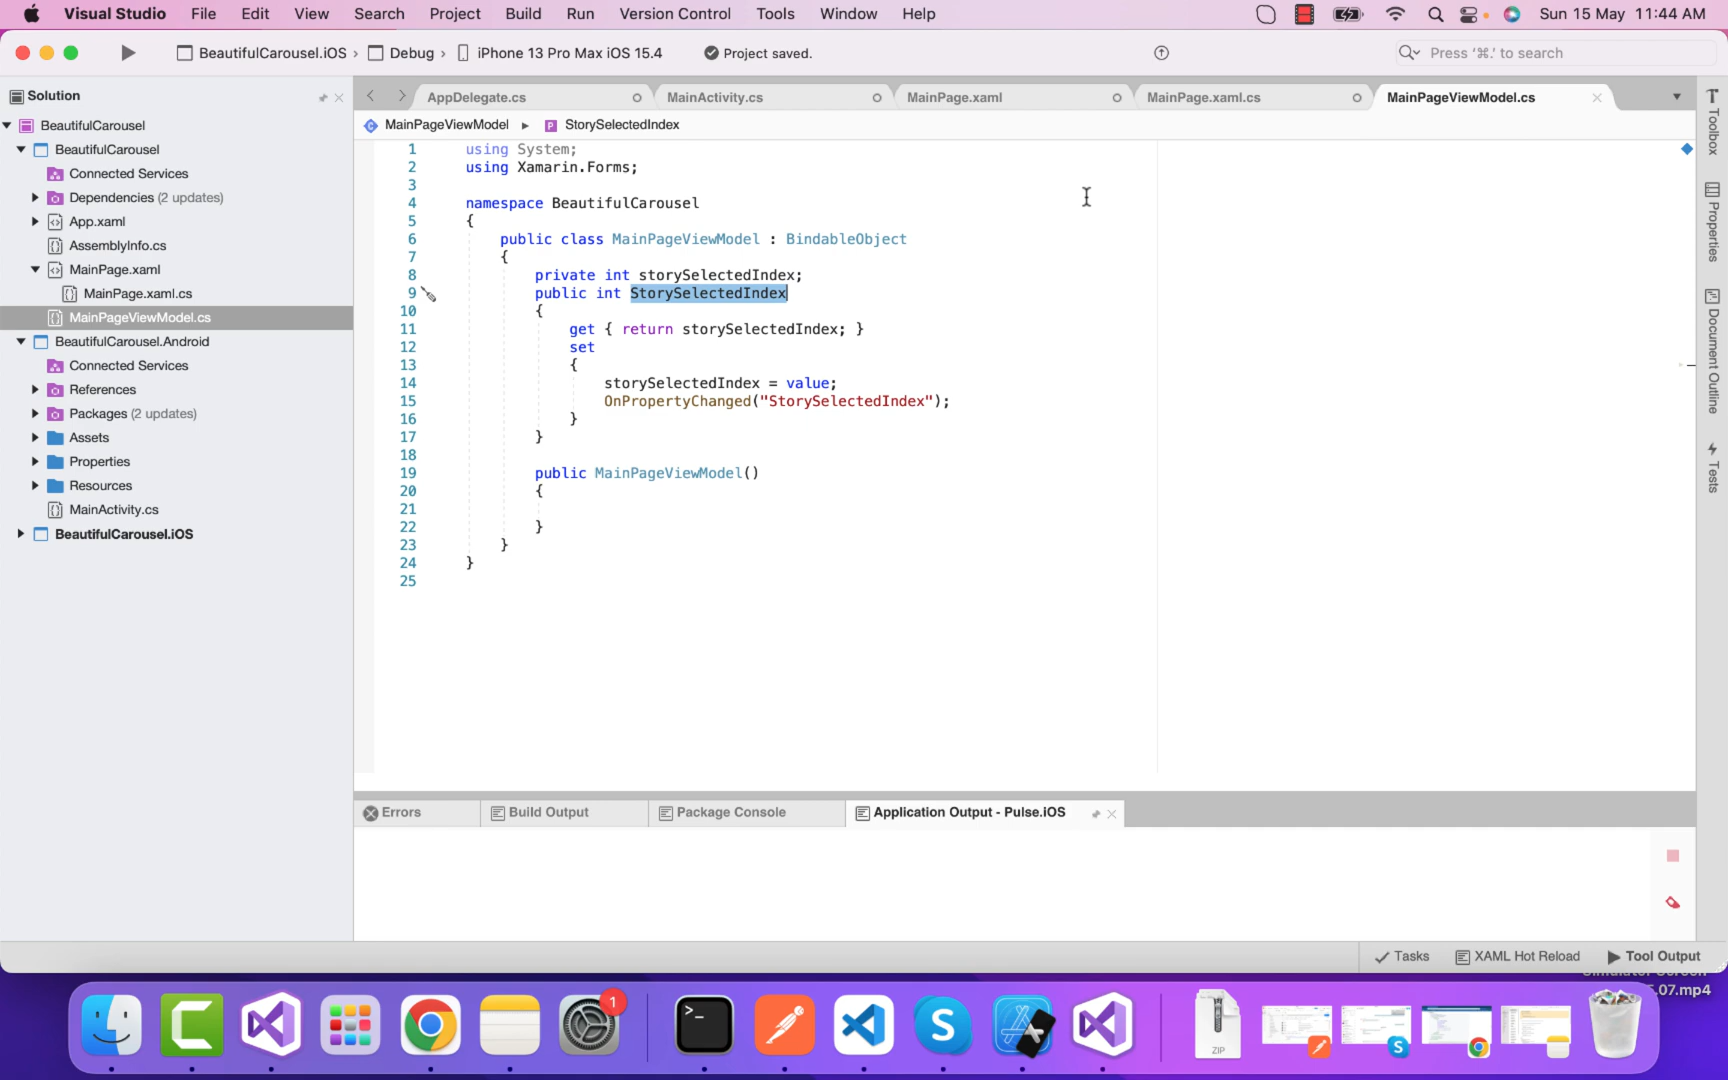 Visual Studio File Edit View Search Project Build Run Version Control Tools Window Help Sun 15 May 11:44 AM
BeautifulCarousel.iOS › Debug › iPhone 13 Pro Max iOS 15.4 Project saved. Press '⌘.' to search
Solution
BeautifulCarousel
BeautifulCarousel
Connected Services
Dependencies (2 updates)
App.xaml
AssemblyInfo.cs
MainPage.xaml
MainPage.xaml.cs
MainPageViewModel.cs
BeautifulCarousel.Android
Connected Services
References
Packages (2 updates)
Assets
Properties
Resources
MainActivity.cs
BeautifulCarousel.iOS
AppDelegate.cs MainActivity.cs MainPage.xaml MainPage.xaml.cs MainPageViewModel.cs
MainPageViewModel StorySelectedIndex
1 using System;
2 using Xamarin.Forms;
3
4 namespace BeautifulCarousel
5 {
6 public class MainPageViewModel : BindableObject
7 {
8 private int storySelectedIndex;
9 public int StorySelectedIndex
10 {
11 get { return storySelectedIndex; }
12 set
13 {
14 storySelectedIndex = value;
15 OnPropertyChanged("StorySelectedIndex");
16 }
17 }
18
19 public MainPageViewModel()
20 {
21
22 }
23 }
24 }
25
Toolbox
Properties
Document Outline
Tests
Errors Build Output Package Console Application Output - Pulse.iOS
Tasks XAML Hot Reload Tool Output
.07.mp4
1
ZIP